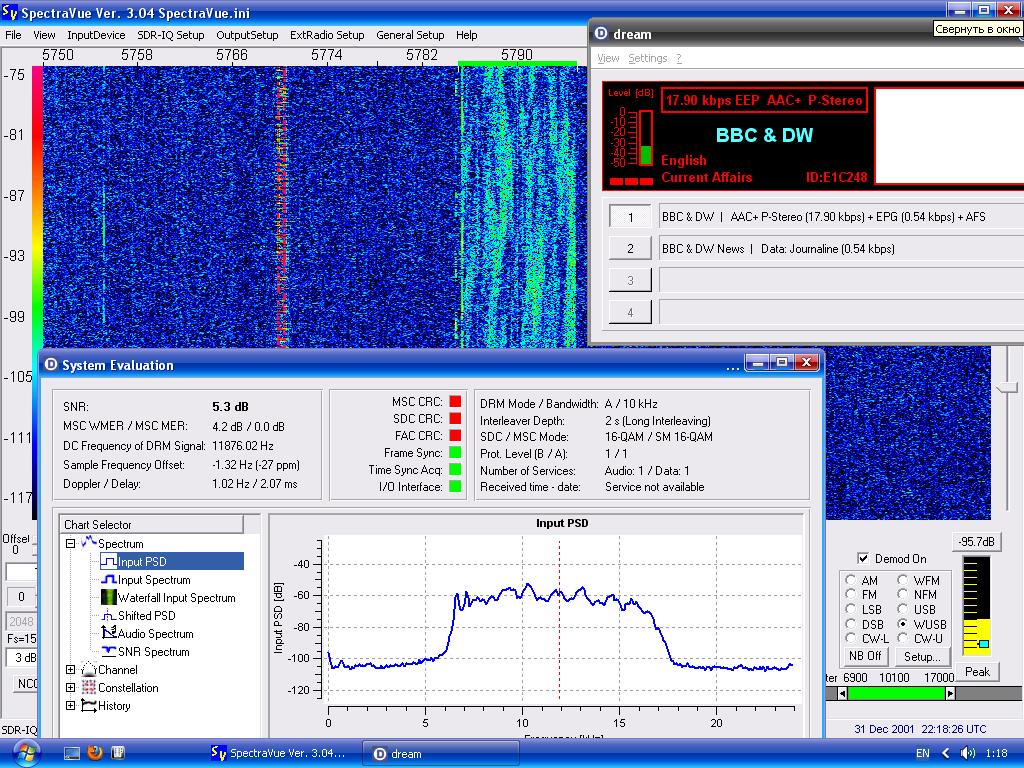 SpectraVue Ver. 3.04 SpectraVue.ini
File View InputDevice SDR-IQ Setup OutputSetup ExtRadio Setup General Setup Help
Свернуть в окно
5750 5758 5766 5774 5782 5790
-75
-81
-87
-93
-99
-105
-111
-117
dream
View Settings ?
Level [dB]
0
-10
-20
-30
-40
-50
17.90 kbps EEP AAC+ P-Stereo
BBC & DW
English
Current Affairs ID:E1C248
1 BBC & DW | AAC+ P-Stereo (17.90 kbps) + EPG (0.54 kbps) + AFS
2 BBC & DW News | Data: Journaline (0.54 kbps)
3
4
System Evaluation ...
SNR: 5.3 dB
MSC WMER / MSC MER: 4.2 dB / 0.0 dB
DC Frequency of DRM Signal: 11876.02 Hz
Sample Frequency Offset: -1.32 Hz (-27 ppm)
Doppler / Delay: 1.02 Hz / 2.07 ms
MSC CRC:
SDC CRC:
FAC CRC:
Frame Sync:
Time Sync Acq:
I/O Interface:
DRM Mode / Bandwidth: A / 10 kHz
Interleaver Depth: 2 s (Long Interleaving)
SDC / MSC Mode: 16-QAM / SM 16-QAM
Prot. Level (B / A): 1 / 1
Number of Services: Audio: 1 / Data: 1
Received time - date: Service not available
Chart Selector
Spectrum
Input PSD
Input Spectrum
Waterfall Input Spectrum
Shifted PSD
Audio Spectrum
SNR Spectrum
Channel
Constellation
History
Input PSD
Input PSD [dB]
-40
-60
-80
-100
-120
0 5 10 15 20
Frequency [kHz]
Offset
0
0
2048
Fs=15
3 dB
NCO
SDR-IQ
-95.7dB
Demod On
AM WFM
FM NFM
LSB USB
DSB WUSB
CW-L CW-U
NB Off Setup...
Peak
ter 6900 10100 17000
31 Dec 2001 22:18:26 UTC
SpectraVue Ver. 3.04... dream EN 1:18